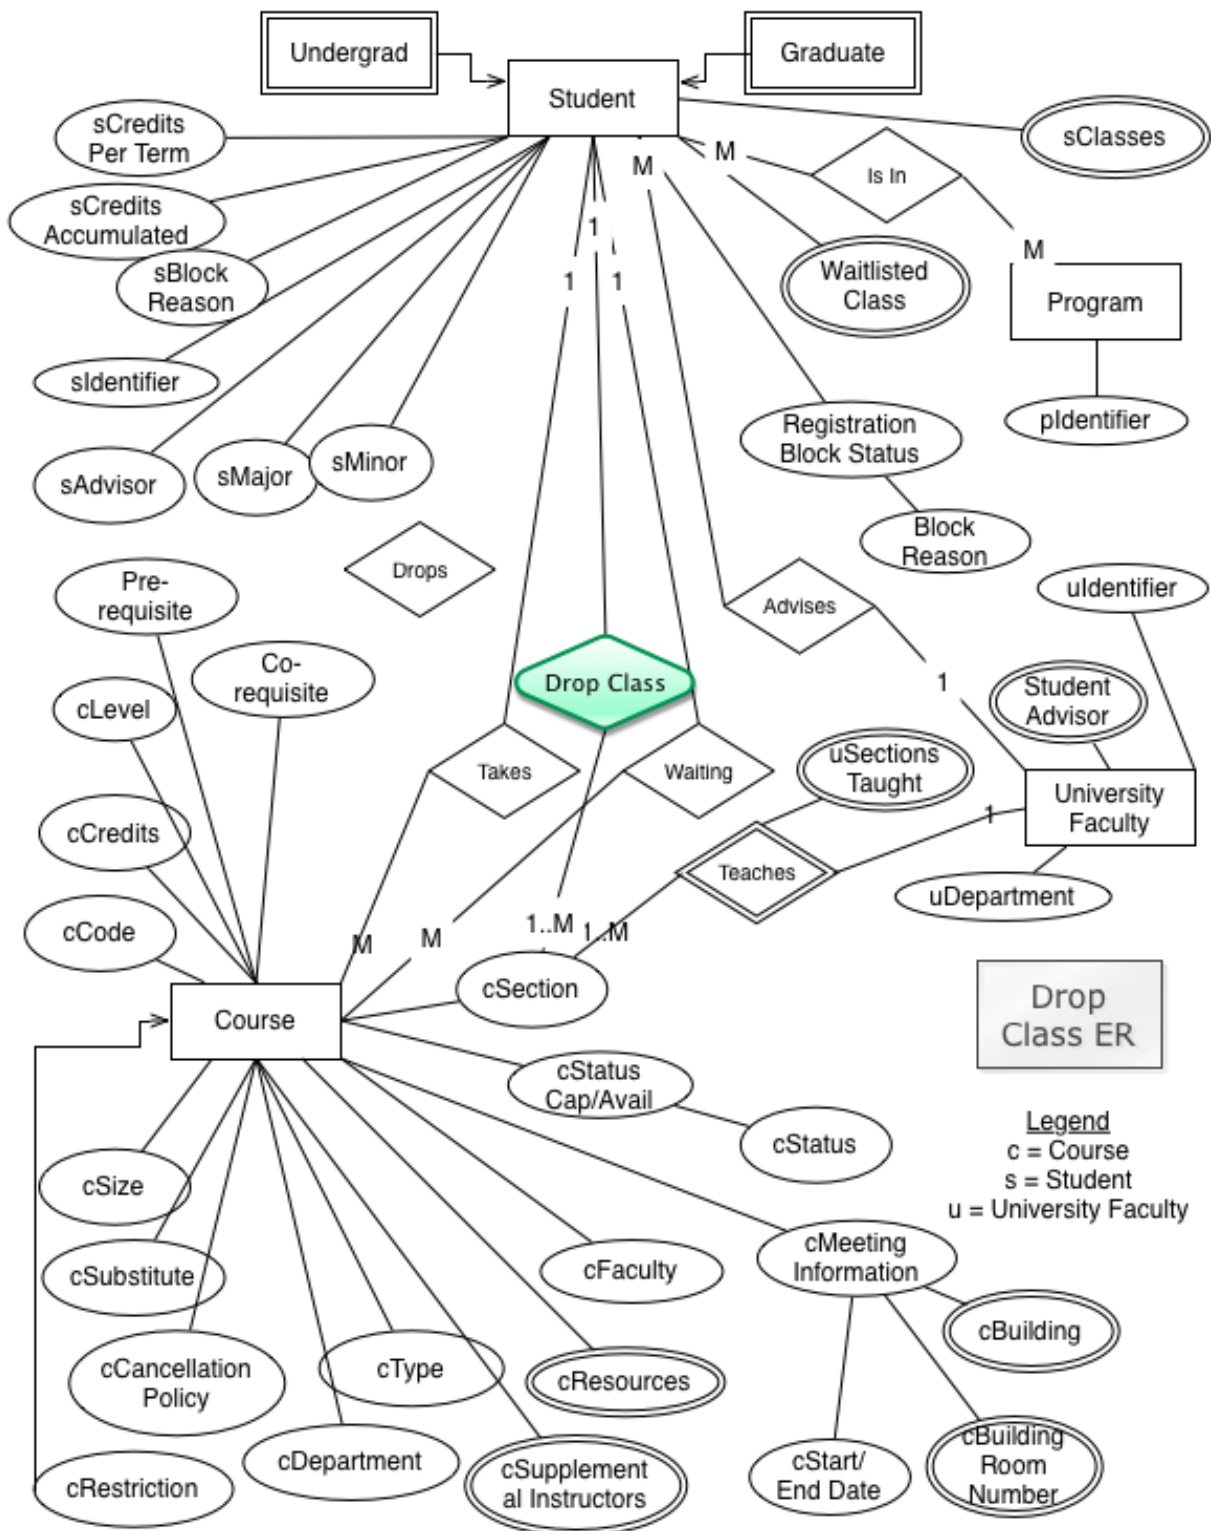 Undergrad
Graduate
Student
sCredits
Per Term
sClasses
M
M
Is In
sCredits
Accumulated
1
sBlock
Reason
1
1
M
Waitlisted
Class
Program
sIdentifier
Registration
Block Status
pIdentifier
sAdvisor
sMajor
sMinor
Block
Reason
Pre-
requisite
Drops
Advises
uIdentifier
Co-
requisite
Drop Class
1
Student
Advisor
cLevel
Takes
Waiting
uSections
Taught
University
Faculty
cCredits
1
Teaches
uDepartment
cCode
M
M
1..M
1..M
cSection
Course
Drop
Class ER
cStatus
Cap/Avail
cStatus
Legend
c = Course
s = Student
u = University Faculty
cSize
cSubstitute
cFaculty
cMeeting
Information
cBuilding
cCancellation
Policy
cType
cResources
cRestriction
cDepartment
cSupplement
al Instructors
cStart/
End Date
cBuilding
Room
Number